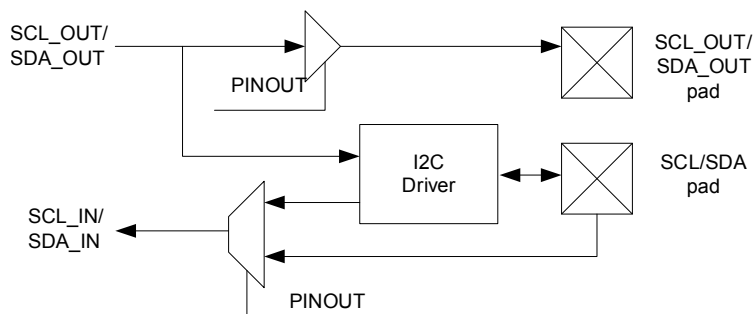 SCL_OUT/
SDA_OUT
SCL_OUT/
SDA_OUT
pad
PINOUT
I2C
Driver
SCL/SDA
pad
SCL_IN/
SDA_IN
PINOUT